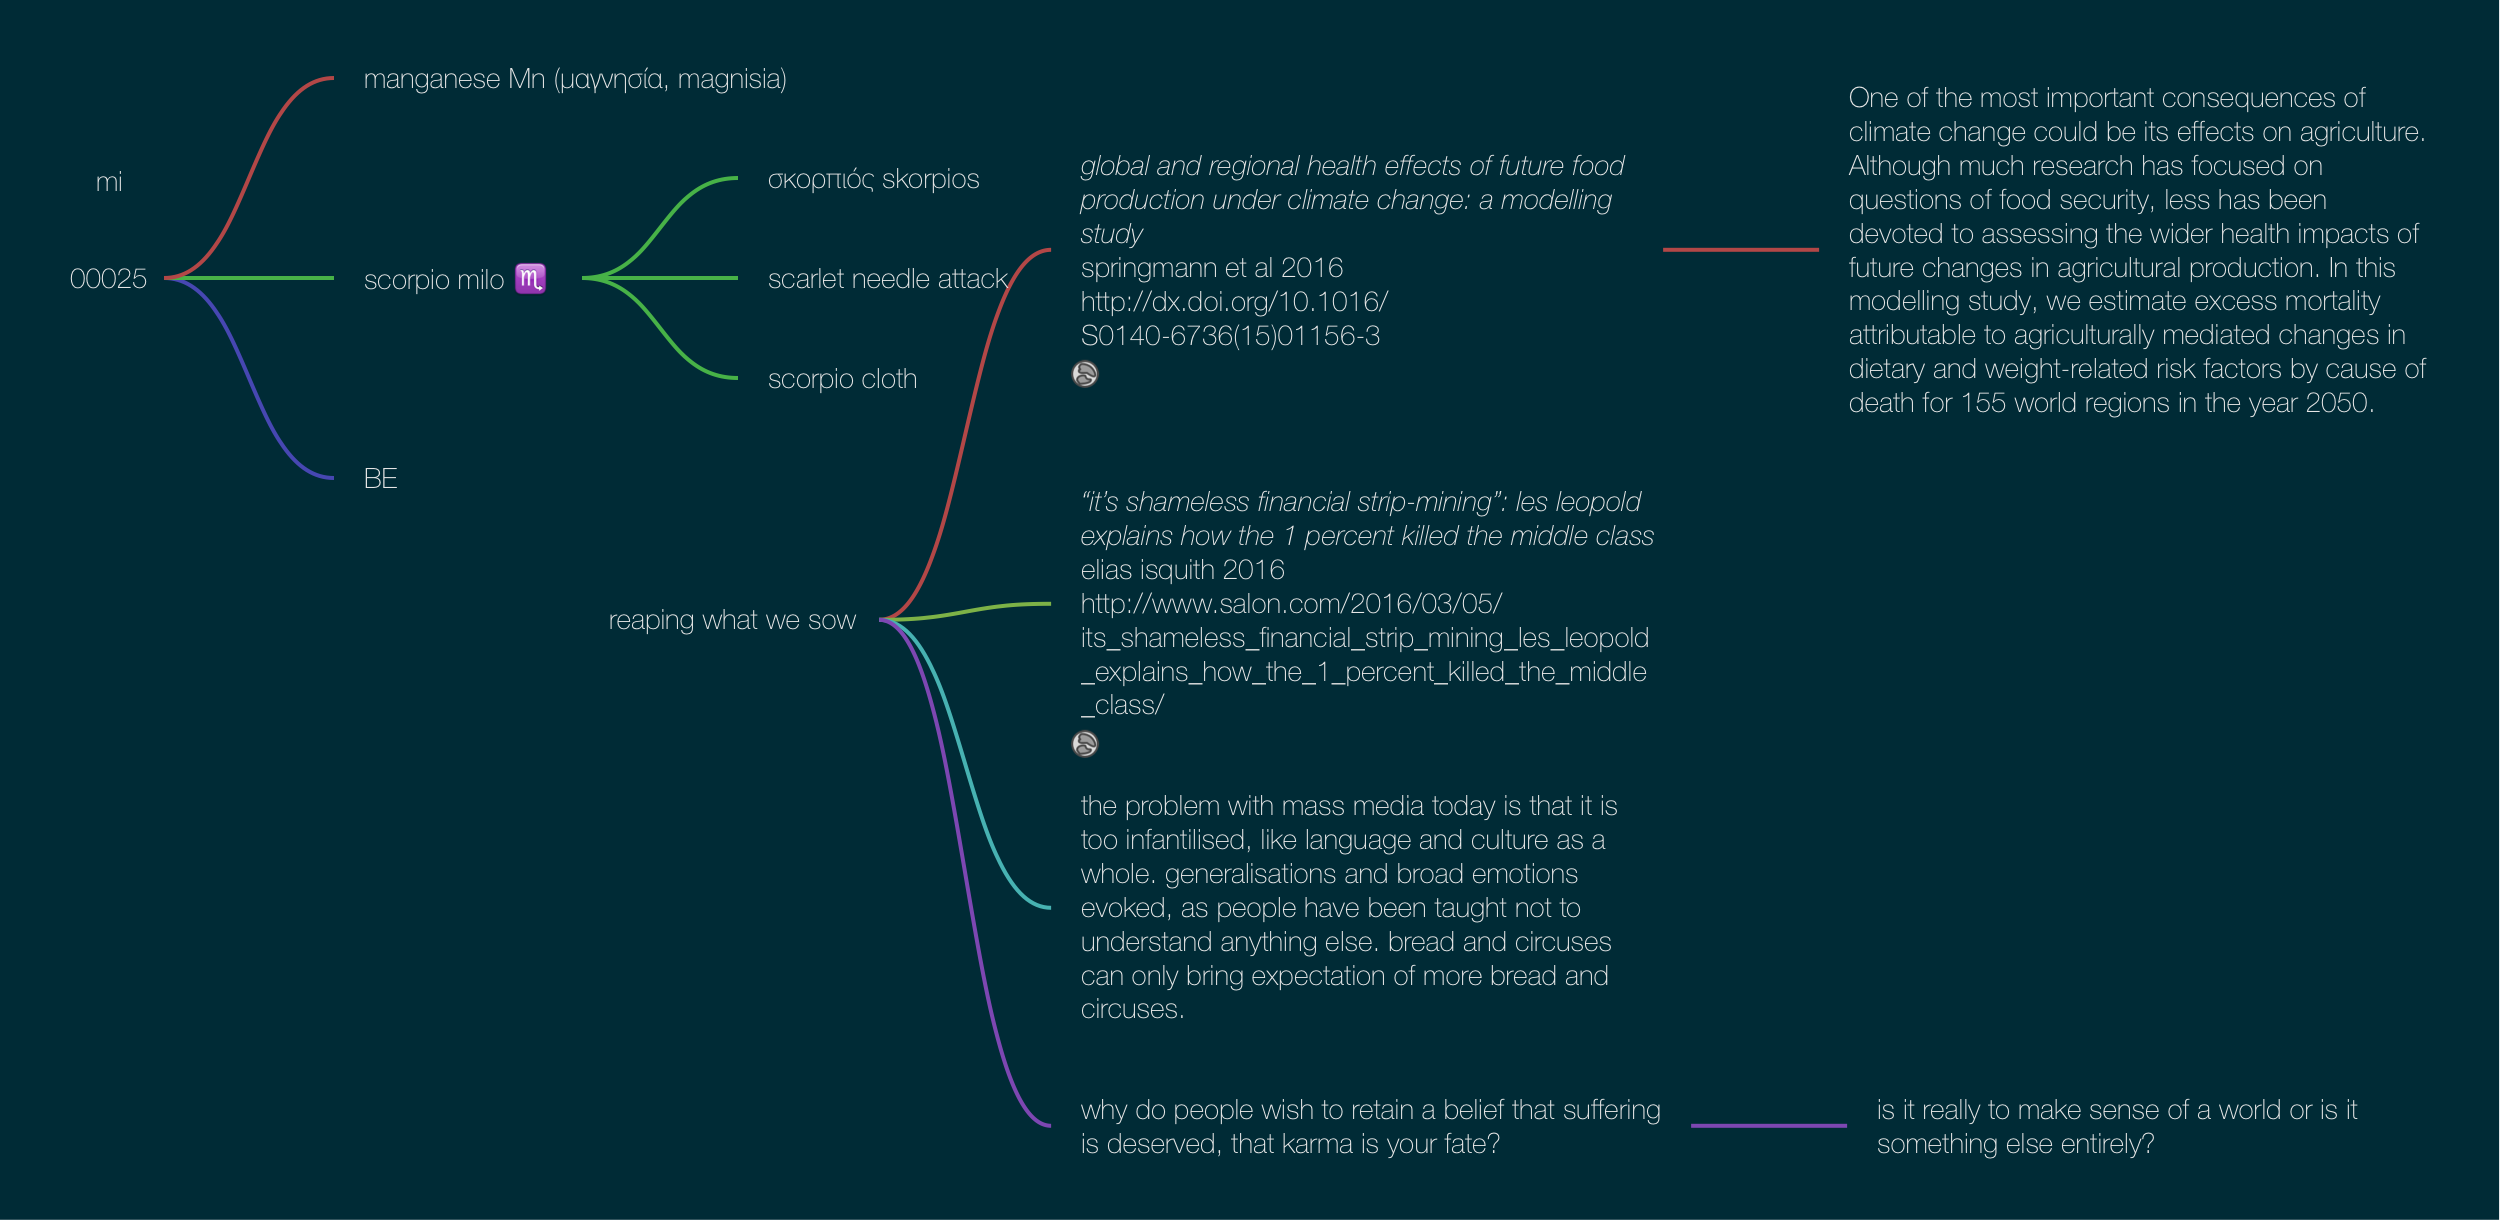 manganese Mn (μαγνησία, magnisia)
mi
00025
scorpio milo ♏
σκορπιός skorpios
scarlet needle attack
scorpio cloth
BE
reaping what we sow
global and regional health effects of future food
production under climate change: a modelling
study
springmann et al 2016
http://dx.doi.org/10.1016/
S0140-6736(15)01156-3
One of the most important consequences of
climate change could be its effects on agriculture.
Although much research has focused on
questions of food security, less has been
devoted to assessing the wider health impacts of
future changes in agricultural production. In this
modelling study, we estimate excess mortality
attributable to agriculturally mediated changes in
dietary and weight-related risk factors by cause of
death for 155 world regions in the year 2050.
“it’s shameless financial strip-mining”: les leopold
explains how the 1 percent killed the middle class
elias isquith 2016
http://www.salon.com/2016/03/05/
its_shameless_financial_strip_mining_les_leopold
_explains_how_the_1_percent_killed_the_middle
_class/
the problem with mass media today is that it is
too infantilised, like language and culture as a
whole. generalisations and broad emotions
evoked, as people have been taught not to
understand anything else. bread and circuses
can only bring expectation of more bread and
circuses.
why do people wish to retain a belief that suffering
is deserved, that karma is your fate?
is it really to make sense of a world or is it
something else entirely?